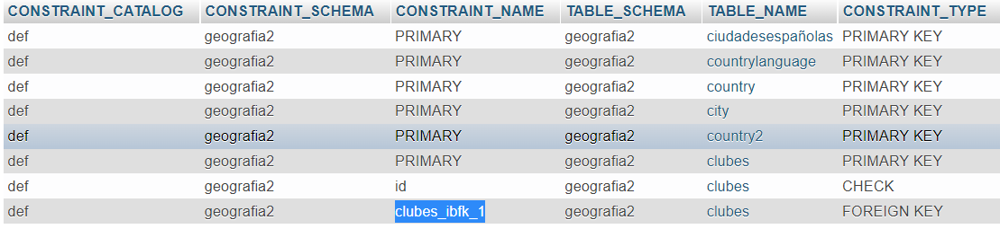 CONSTRAINT_CATALOG CONSTRAINT_SCHEMA CONSTRAINT_NAME TABLE_SCHEMA TABLE_NAME CONSTRAINT_TYPE
def geografia2 PRIMARY geografia2 ciudadesespañolas PRIMARY KEY
def geografia2 PRIMARY geografia2 countrylanguage PRIMARY KEY
def geografia2 PRIMARY geografia2 country PRIMARY KEY
def geografia2 PRIMARY geografia2 city PRIMARY KEY
def geografia2 PRIMARY geografia2 country2 PRIMARY KEY
def geografia2 PRIMARY geografia2 clubes PRIMARY KEY
def geografia2 id geografia2 clubes CHECK
def geografia2 clubes_ibfk_1 geografia2 clubes FOREIGN KEY